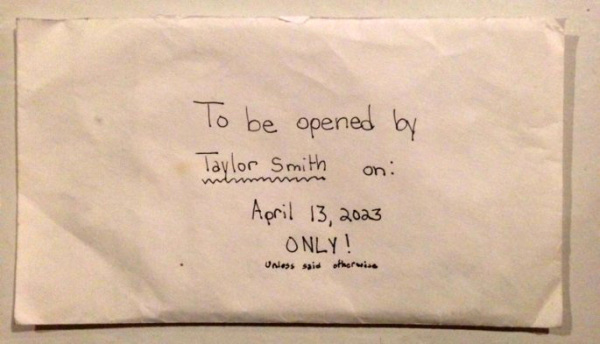 To be opened by
Taylor Smith on:
April 13, 2023
ONLY!
unless said otherwise